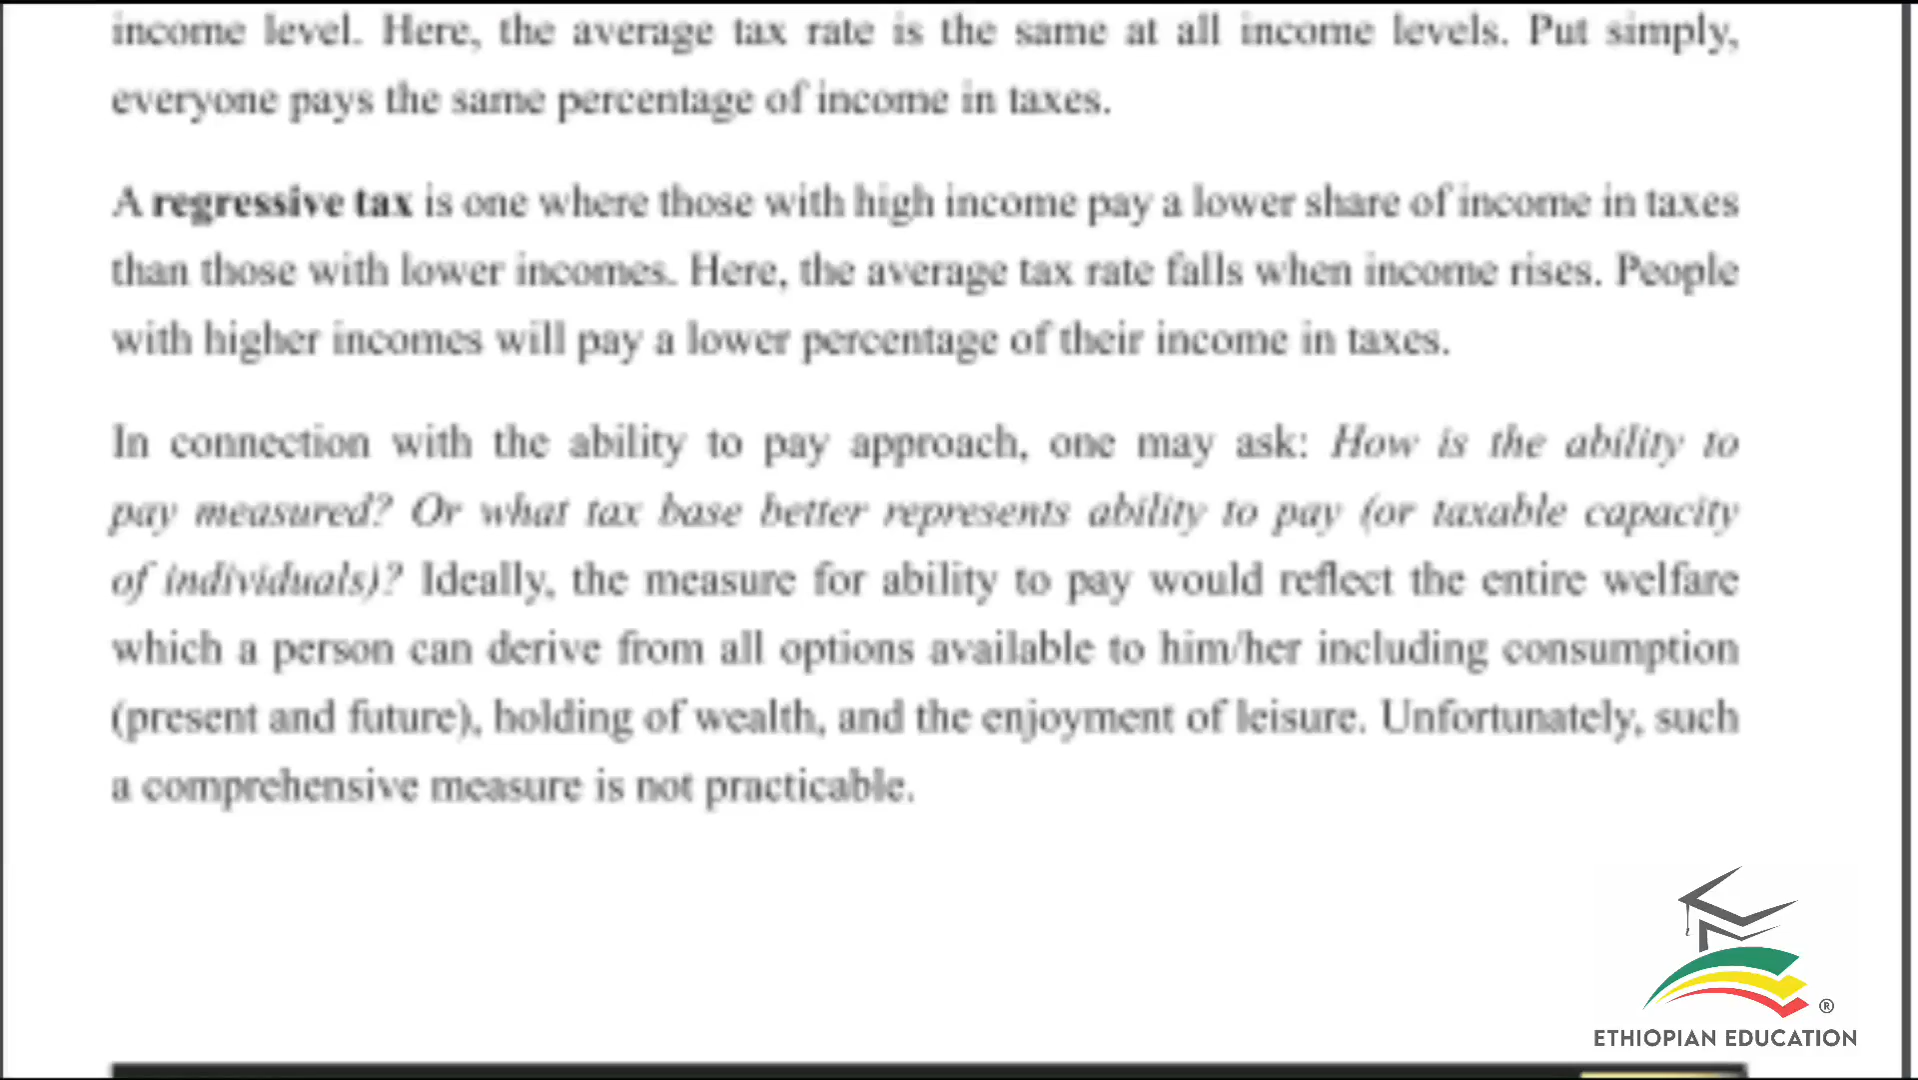 income level. Here, the average tax rate is the same at all income levels. Put simply,
everyone pays the same percentage of income in taxes.
A regressive tax is one where those with high income pay a lower share of income in taxes
than those with lower incomes. Here, the average tax rate falls when income rises. People
with higher incomes will pay a lower percentage of their income in taxes.
In connection with the ability to pay approach, one may ask: How is the ability to
pay measured? Or what tax base better represents ability to pay (or taxable capacity
of individuals)? Ideally, the measure for ability to pay would reflect the entire welfare
which a person can derive from all options available to him/her including consumption
(present and future), holding of wealth, and the enjoyment of leisure. Unfortunately, such
a comprehensive measure is not practicable.
®
ETHIOPIAN EDUCATION